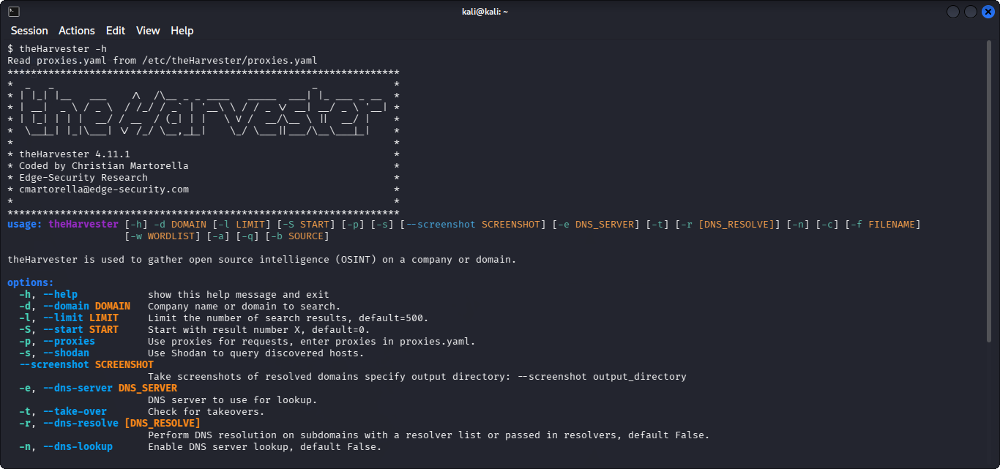 kali@kali: ~
Session Actions Edit View Help
$ theHarvester -h
Read proxies.yaml from /etc/theHarvester/proxies.yaml
*******************************************************************
*  _   _                                            _             *
* | |_| |__   ___    /\  /\__ _ _ ____   _____  ___| |_ ___ _ __  *
* | __|  _ \ / _ \  / /_/ / _` | '__\ \ / / _ \/ __| __/ _ \ '__| *
* | |_| | | |  __/ / __  / (_| | |   \ V /  __/\__ \ ||  __/ |    *
*  \__|_| |_|\___| \/ /_/ \__,_|_|    \_/ \___||___/\__\___|_|    *
*                                                                 *
* theHarvester 4.11.1                                             *
* Coded by Christian Martorella                                   *
* Edge-Security Research                                          *
* cmartorella@edge-security.com                                   *
*                                                                 *
*******************************************************************
usage: theHarvester [-h] -d DOMAIN [-l LIMIT] [-S START] [-p] [-s] [--screenshot SCREENSHOT] [-e DNS_SERVER] [-t] [-r [DNS_RESOLVE]] [-n] [-c] [-f FILENAME]
                    [-w WORDLIST] [-a] [-q] [-b SOURCE]
theHarvester is used to gather open source intelligence (OSINT) on a company or domain.
options:
  -h, --help            show this help message and exit
  -d, --domain DOMAIN   Company name or domain to search.
  -l, --limit LIMIT     Limit the number of search results, default=500.
  -S, --start START     Start with result number X, default=0.
  -p, --proxies         Use proxies for requests, enter proxies in proxies.yaml.
  -s, --shodan          Use Shodan to query discovered hosts.
  --screenshot SCREENSHOT
                        Take screenshots of resolved domains specify output directory: --screenshot output_directory
  -e, --dns-server DNS_SERVER
                        DNS server to use for lookup.
  -t, --take-over       Check for takeovers.
  -r, --dns-resolve [DNS_RESOLVE]
                        Perform DNS resolution on subdomains with a resolver list or passed in resolvers, default False.
  -n, --dns-lookup      Enable DNS server lookup, default False.